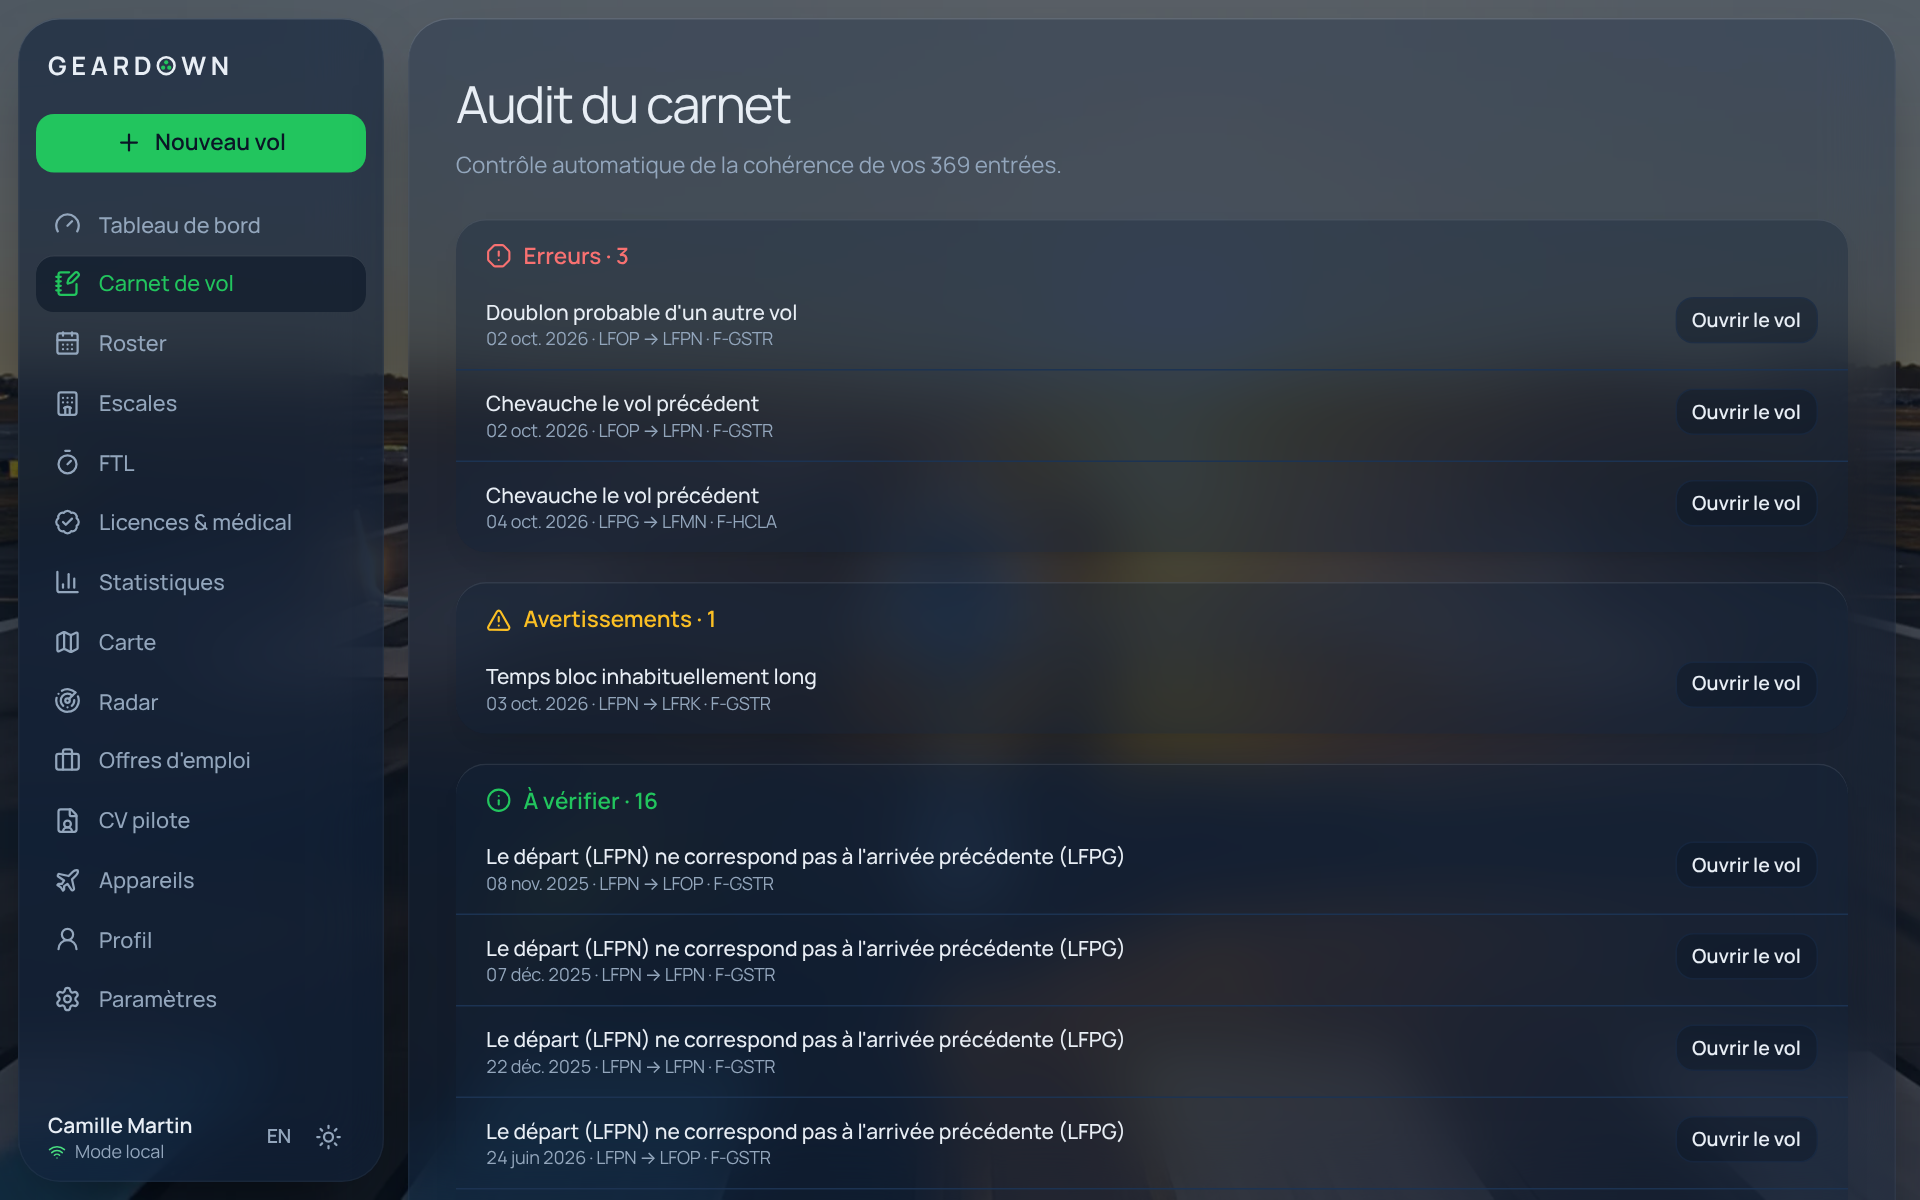 GEARDOWN
Nouveau vol
Tableau de bord
Carnet de vol
Roster
Escales
FTL
Licences & médical
Statistiques
Carte
Radar
Offres d'emploi
CV pilote
Appareils
Profil
Paramètres
Camille Martin
Mode local
EN
Audit du carnet
Contrôle automatique de la cohérence de vos 369 entrées.
Erreurs · 3
Doublon probable d'un autre vol
02 oct. 2026 · LFOP → LFPN · F-GSTR
Ouvrir le vol
Chevauche le vol précédent
02 oct. 2026 · LFOP → LFPN · F-GSTR
Ouvrir le vol
Chevauche le vol précédent
04 oct. 2026 · LFPG → LFMN · F-HCLA
Ouvrir le vol
Avertissements · 1
Temps bloc inhabituellement long
03 oct. 2026 · LFPN → LFRK · F-GSTR
Ouvrir le vol
À vérifier · 16
Le départ (LFPN) ne correspond pas à l'arrivée précédente (LFPG)
08 nov. 2025 · LFPN → LFOP · F-GSTR
Ouvrir le vol
Le départ (LFPN) ne correspond pas à l'arrivée précédente (LFPG)
07 déc. 2025 · LFPN → LFPN · F-GSTR
Ouvrir le vol
Le départ (LFPN) ne correspond pas à l'arrivée précédente (LFPG)
22 déc. 2025 · LFPN → LFPN · F-GSTR
Ouvrir le vol
Le départ (LFPN) ne correspond pas à l'arrivée précédente (LFPG)
24 juin 2026 · LFPN → LFOP · F-GSTR
Ouvrir le vol